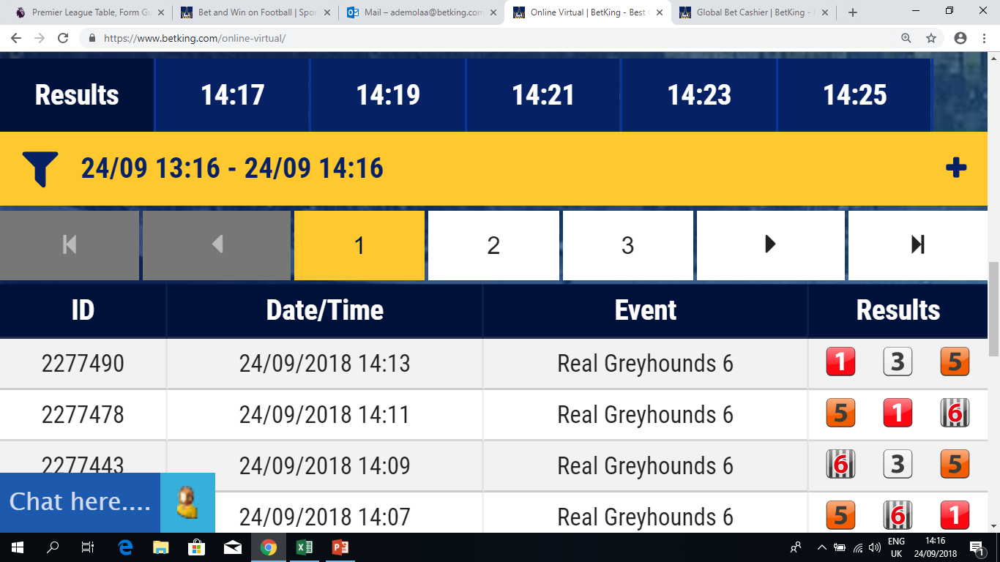 Premier League Table, Form Gu
Bet and Win on Football | Spor
Mail – ademolaa@betking.com
Online Virtual | BetKing - Best
Global Bet Cashier | BetKing -
https://www.betking.com/online-virtual/
Results 14:17 14:19 14:21 14:23 14:25
24/09 13:16 - 24/09 14:16
1 2 3
ID Date/Time Event Results
2277490 24/09/2018 14:13 Real Greyhounds 6 1 3 5
2277478 24/09/2018 14:11 Real Greyhounds 6 5 1 6
2277443 24/09/2018 14:09 Real Greyhounds 6 6 3 5
24/09/2018 14:07 Real Greyhounds 6 5 6 1
Chat here....
ENG 14:16
UK 24/09/2018 1